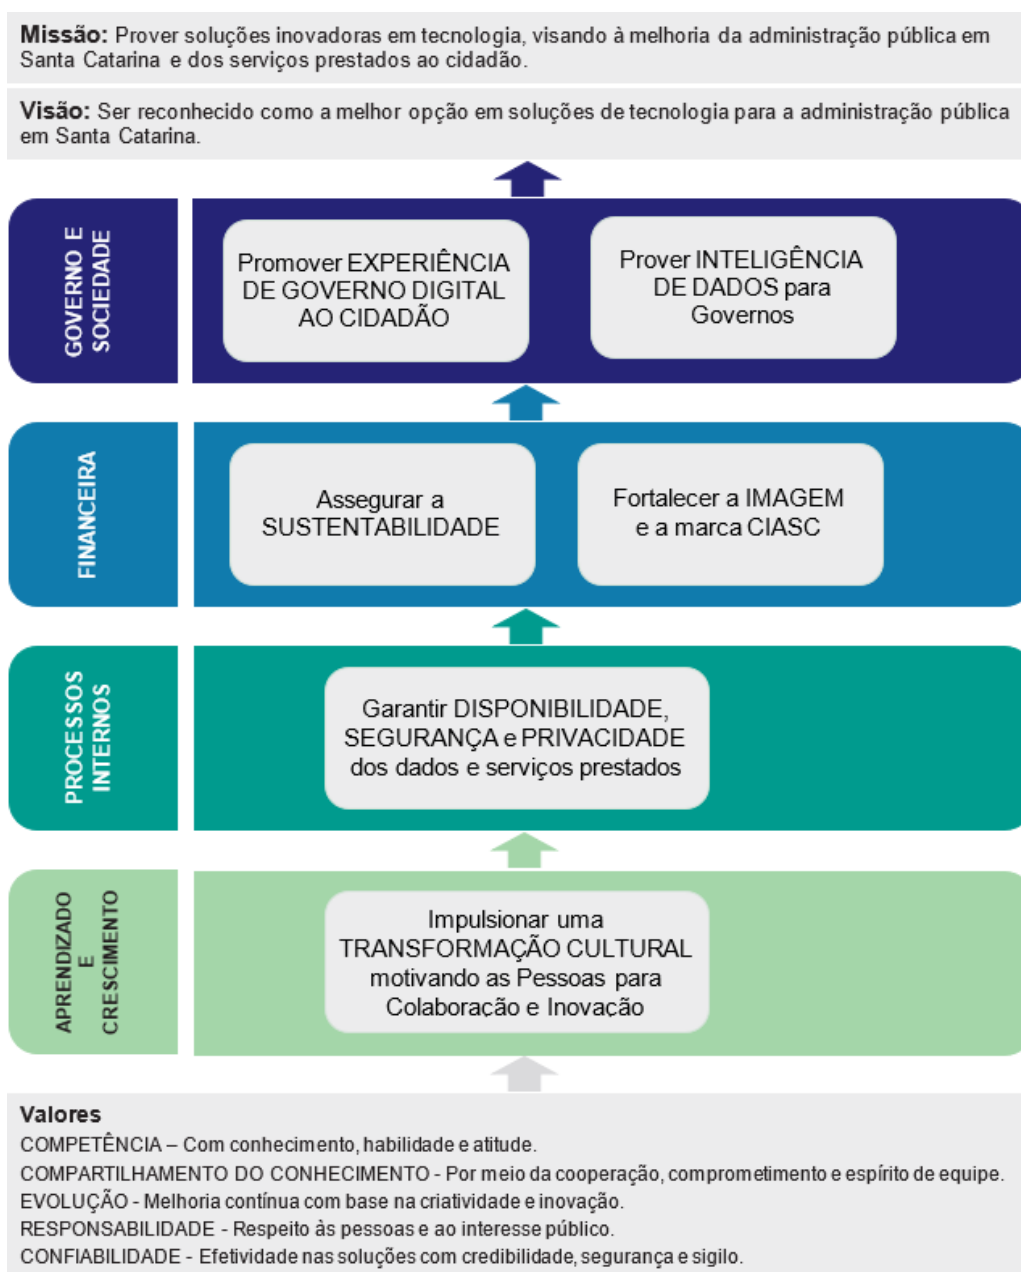 Missão: Prover soluções inovadoras em tecnologia, visando à melhoria da administração pública em
Santa Catarina e dos serviços prestados ao cidadão.
Visão: Ser reconhecido como a melhor opção em soluções de tecnologia para a administração pública
em Santa Catarina.
GOVERNO E
SOCIEDADE
Promover EXPERIÊNCIA
DE GOVERNO DIGITAL
AO CIDADÃO
Prover INTELIGÊNCIA
DE DADOS para
Governos
FINANCEIRA
Assegurar a
SUSTENTABILIDADE
Fortalecer a IMAGEM
e a marca CIASC
PROCESSOS
INTERNOS
Garantir DISPONIBILIDADE,
SEGURANÇA e PRIVACIDADE
dos dados e serviços prestados
APRENDIZADO
E
CRESCIMENTO
Impulsionar uma
TRANSFORMAÇÃO CULTURAL
motivando as Pessoas para
Colaboração e Inovação
Valores
COMPETÊNCIA – Com conhecimento, habilidade e atitude.
COMPARTILHAMENTO DO CONHECIMENTO - Por meio da cooperação, comprometimento e espírito de equipe.
EVOLUÇÃO - Melhoria contínua com base na criatividade e inovação.
RESPONSABILIDADE - Respeito às pessoas e ao interesse público.
CONFIABILIDADE - Efetividade nas soluções com credibilidade, segurança e sigilo.